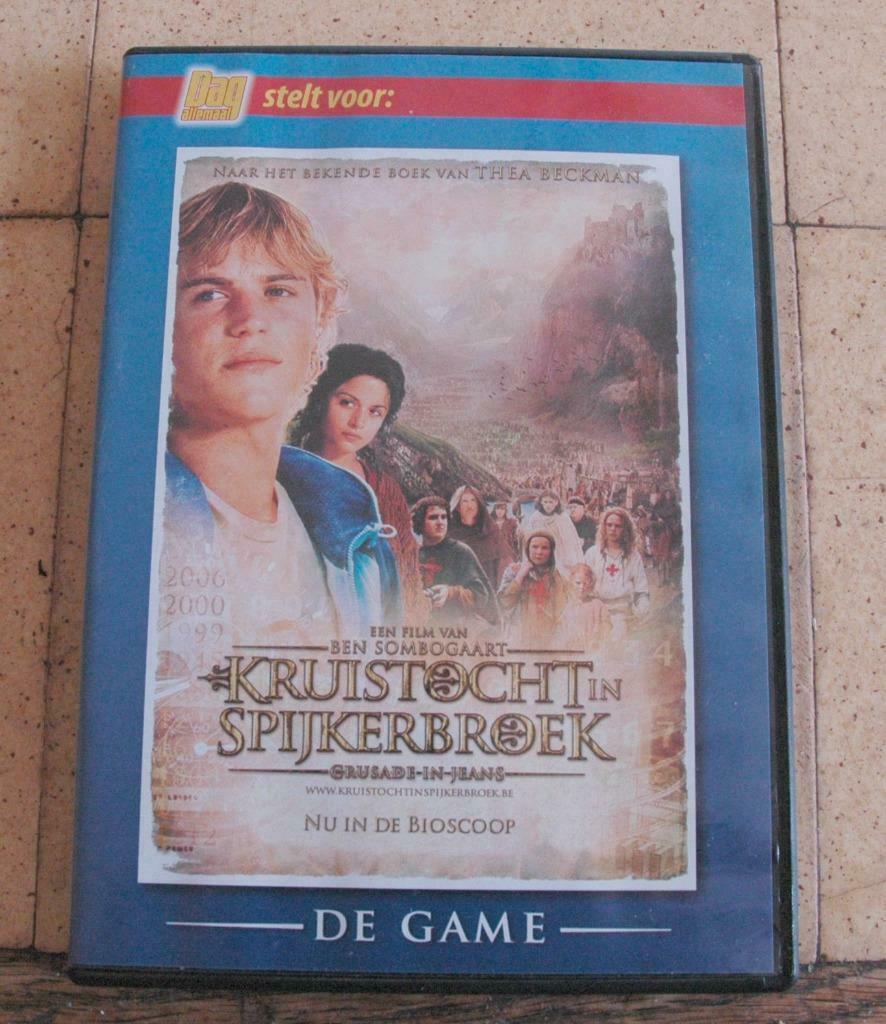 Dag allemaal stelt voor:
NAAR HET BEKENDE BOEK VAN THEA BECKMAN
2006
2000
1999
EEN FILM VAN
BEN SOMBOGAART
KRUISTOCHT IN
SPIJKERBROEK
CRUSADE-IN-JEANS
WWW.KRUISTOCHTINSPIJKERBROEK.BE
NU IN DE BIOSCOOP
DE GAME